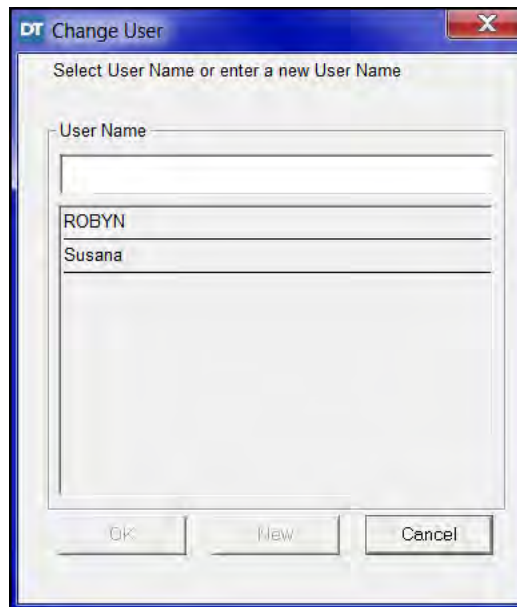 DT Change User X
Select User Name or enter a new User Name
User Name
ROBYN
Susana
OK New Cancel